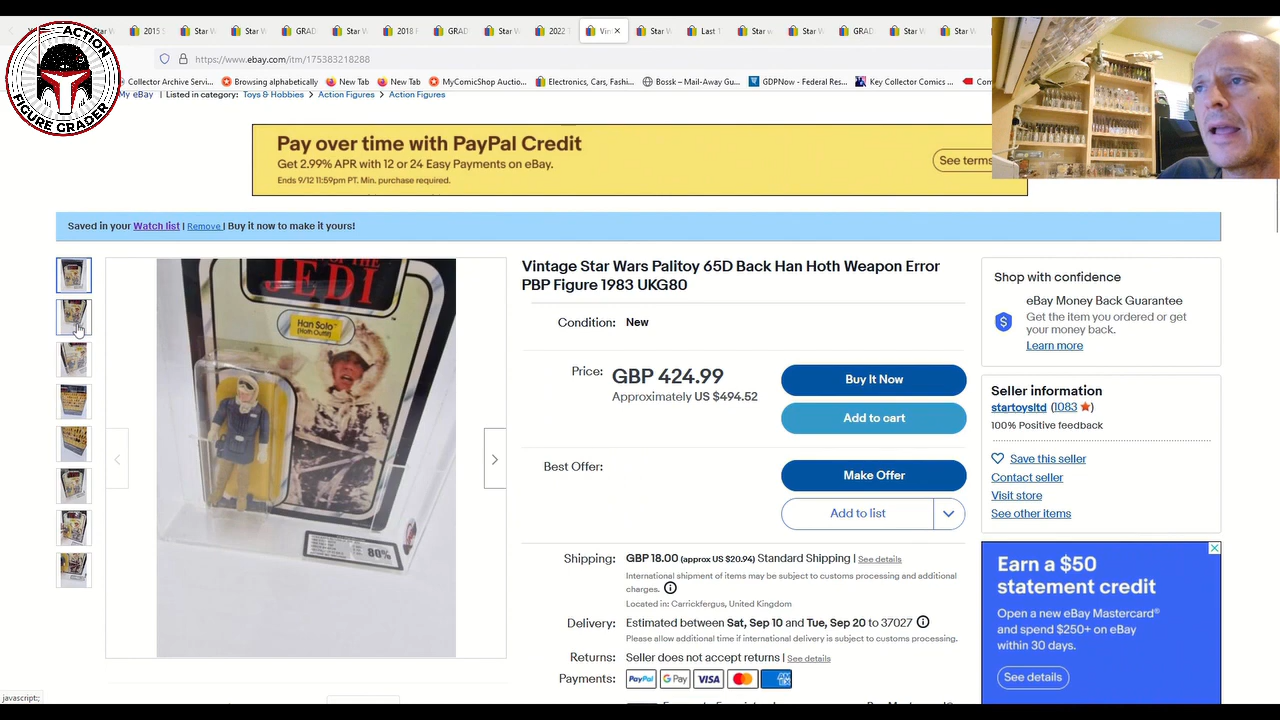 ACTION
FIGURE GRADER
2015
Star W
Star W
GRAD
Star W
2018
GRAD
Star W
2022
Vin
Star W
Last 1
Star w
Star W
GRAD
Star W
https://www.ebay.com/itm/175383218288
Collector Archive Servi...
Browsing alphabetically
New Tab
New Tab
MyComicShop Auctio...
Electronics, Cars, Fashi...
Bossk – Mail-Away Gu...
GDPNow - Federal Res...
Key Collector Comics ...
My eBay | Listed in category: Toys & Hobbies > Action Figures > Action Figures
Pay over time with PayPal Credit
Get 2.99% APR with 12 or 24 Easy Payments on eBay.
Ends 9/12 11:59pm PT. Min. purchase required.
See terms
Saved in your Watch list | Remove | Buy it now to make it yours!
OF THE
JEDI
Han Solo
(Hoth Outfit)
80%
Vintage Star Wars Palitoy 65D Back Han Hoth Weapon Error
PBP Figure 1983 UKG80
Condition: New
Price: GBP 424.99
Approximately US $494.52
Buy It Now
Add to cart
Best Offer:
Make Offer
Add to list
Shipping: GBP 18.00 (approx US $20.94) Standard Shipping | See details
International shipment of items may be subject to customs processing and additional
charges.
Located in: Carrickfergus, United Kingdom
Delivery: Estimated between Sat, Sep 10 and Tue, Sep 20 to 37027
Please allow additional time if international delivery is subject to customs processing.
Returns: Seller does not accept returns | See details
Payments: PayPal G Pay VISA
Shop with confidence
eBay Money Back Guarantee
Get the item you ordered or get
your money back.
Learn more
Seller information
startoysltd (1083)
100% Positive feedback
Save this seller
Contact seller
Visit store
See other items
Earn a $50
statement credit
Open a new eBay Mastercard®
and spend $250+ on eBay
within 30 days.
See details
javascript:;